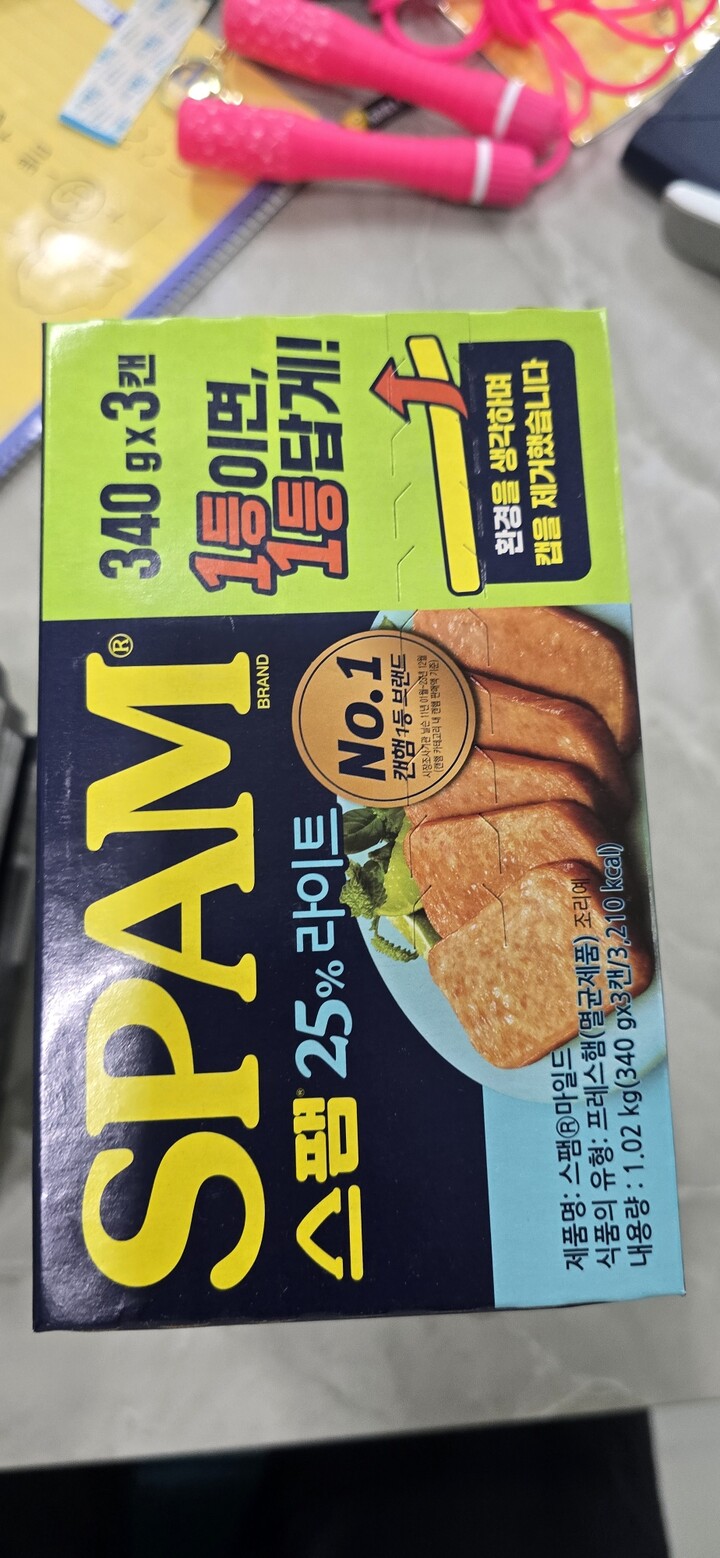 340 g x 3캔
1등이면,
1등답게!
환경을 생각하며
캡을 제거했습니다
SPAM®
BRAND
스팸® 25% 라이트
No.1
캔햄 1등 브랜드
조리예
제품명: 스팸®마일드
식품의 유형: 프레스햄(멸균제품)
내용량 : 1.02 kg(340 gx3캔/3,210 kcal)